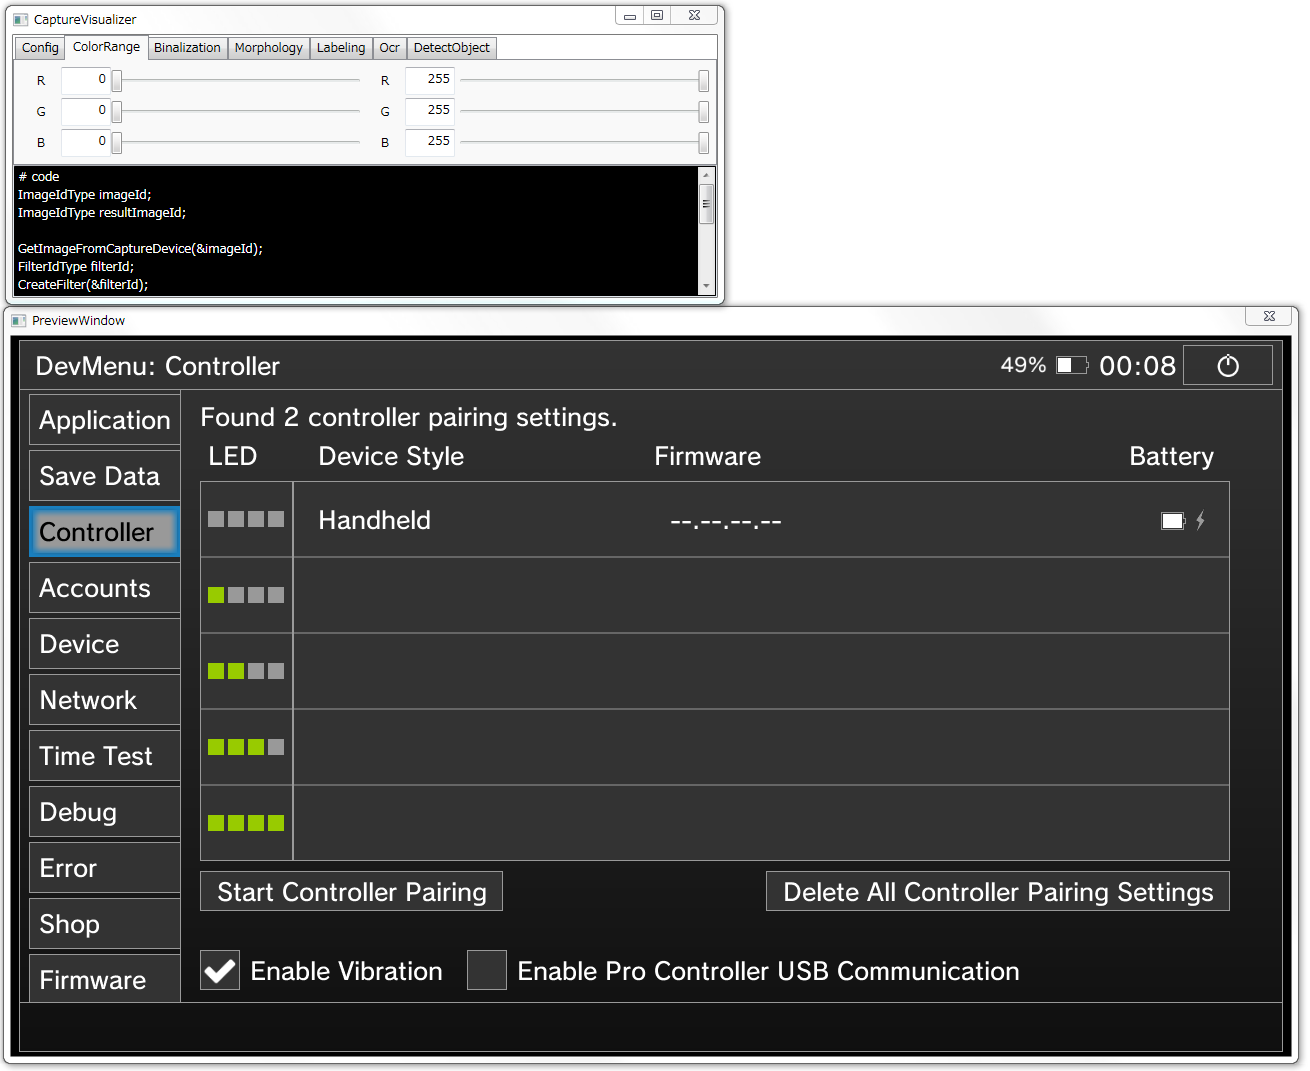 CaptureVisualizer
Config ColorRange Binalization Morphology Labeling Ocr DetectObject
R 0 R 255
G 0 G 255
B 0 B 255
# code
ImageIdType imageId;
ImageIdType resultImageId;
GetImageFromCaptureDevice(&imageId);
FilterIdType filterId;
CreateFilter(&filterId);
PreviewWindow
DevMenu: Controller 49% 00:08
Application
Save Data
Controller
Accounts
Device
Network
Time Test
Debug
Error
Shop
Firmware
Found 2 controller pairing settings.
LED Device Style Firmware Battery
Handheld --.--.--.--
Start Controller Pairing Delete All Controller Pairing Settings
Enable Vibration Enable Pro Controller USB Communication